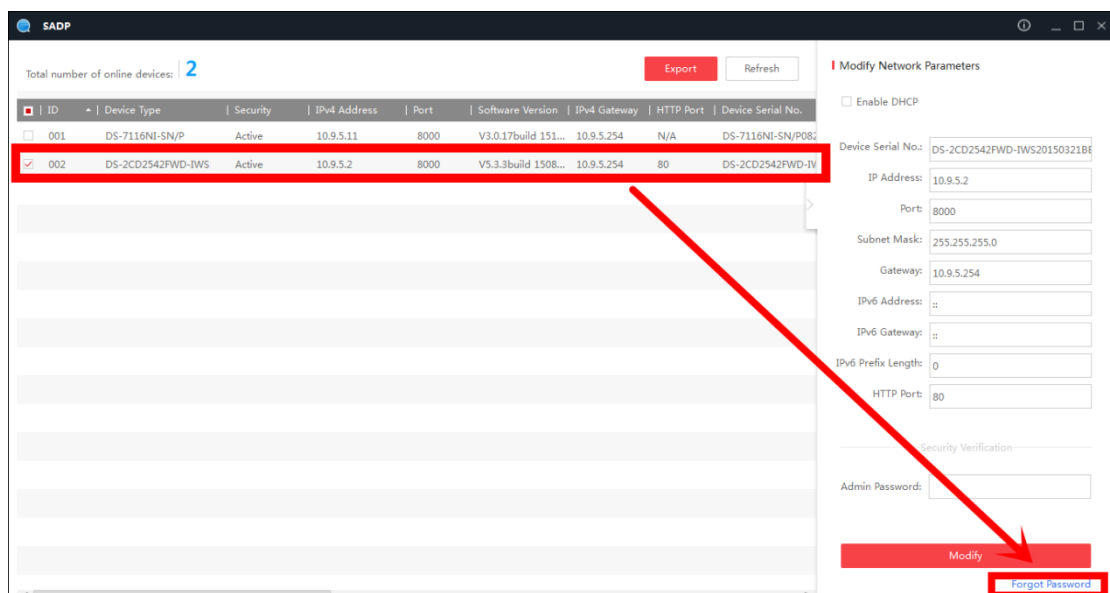 SADP
Total number of online devices: 2
Export
Refresh
ID | Device Type | Security | IPv4 Address | Port | Software Version | IPv4 Gateway | HTTP Port | Device Serial No.
001 DS-7116NI-SN/P Active 10.9.5.11 8000 V3.0.17build 151... 10.9.5.254 N/A DS-7116NI-SN/P082
002 DS-2CD2542FWD-IWS Active 10.9.5.2 8000 V5.3.3build 1508... 10.9.5.254 80 DS-2CD2542FWD-IV
Modify Network Parameters
Enable DHCP
Device Serial No.: DS-2CD2542FWD-IWS20150321BE
IP Address: 10.9.5.2
Port: 8000
Subnet Mask: 255.255.255.0
Gateway: 10.9.5.254
IPv6 Address: ::
IPv6 Gateway: ::
IPv6 Prefix Length: 0
HTTP Port: 80
Security Verification
Admin Password:
Modify
Forgot Password